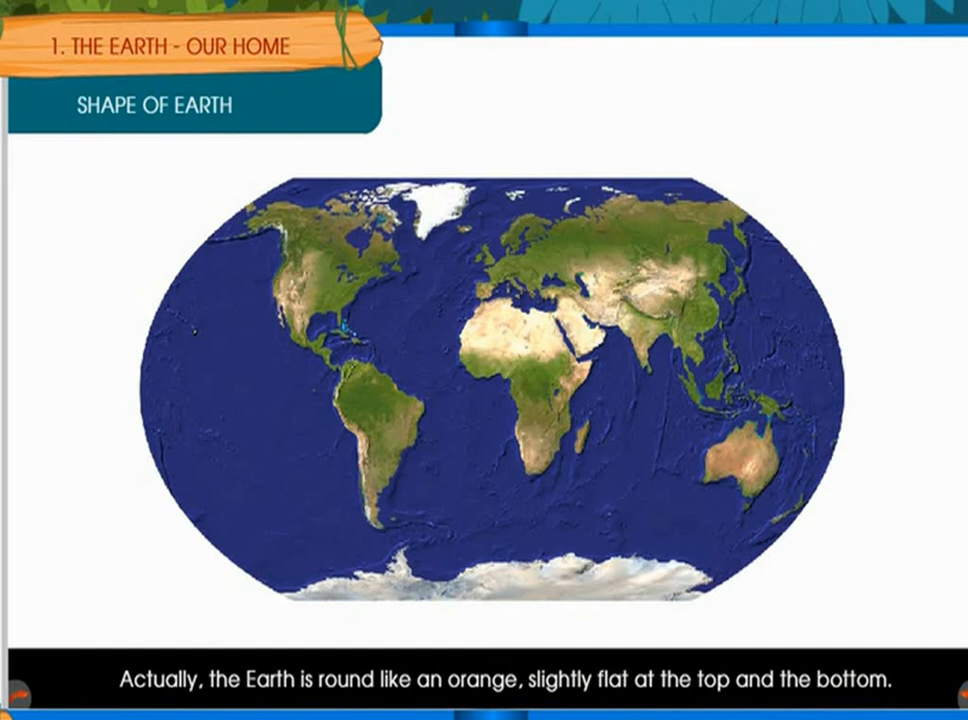 1. THE EARTH - OUR HOME
SHAPE OF EARTH
Actually, the Earth is round like an orange, slightly flat at the top and the bottom.